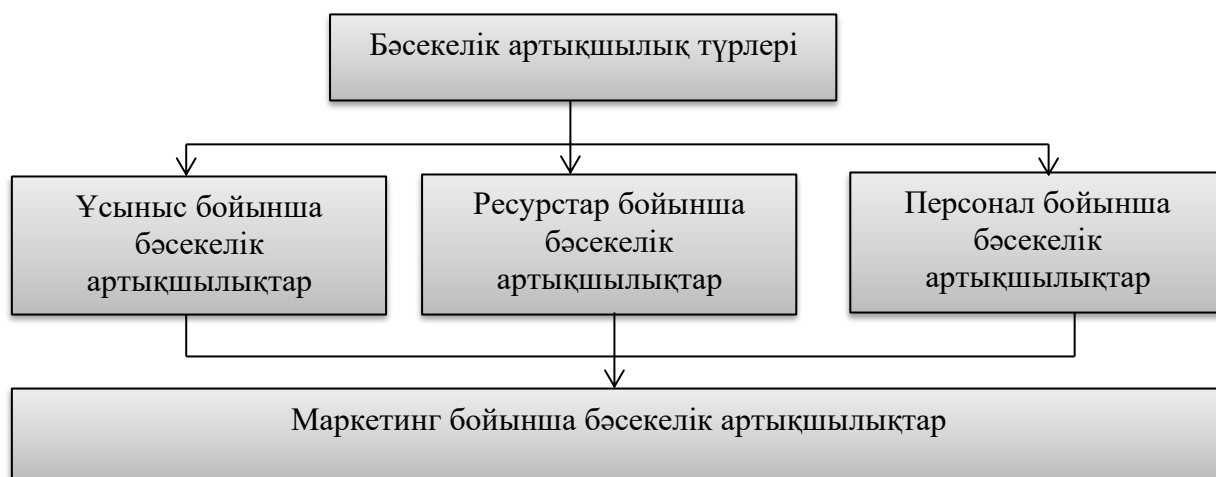 Бәсекелік артықшылық түрлері
Ұсыныс бойынша
бәсекелік
артықшылықтар
Ресурстар бойынша
бәсекелік
артықшылықтар
Персонал бойынша
бәсекелік
артықшылықтар
Маркетинг бойынша бәсекелік артықшылықтар